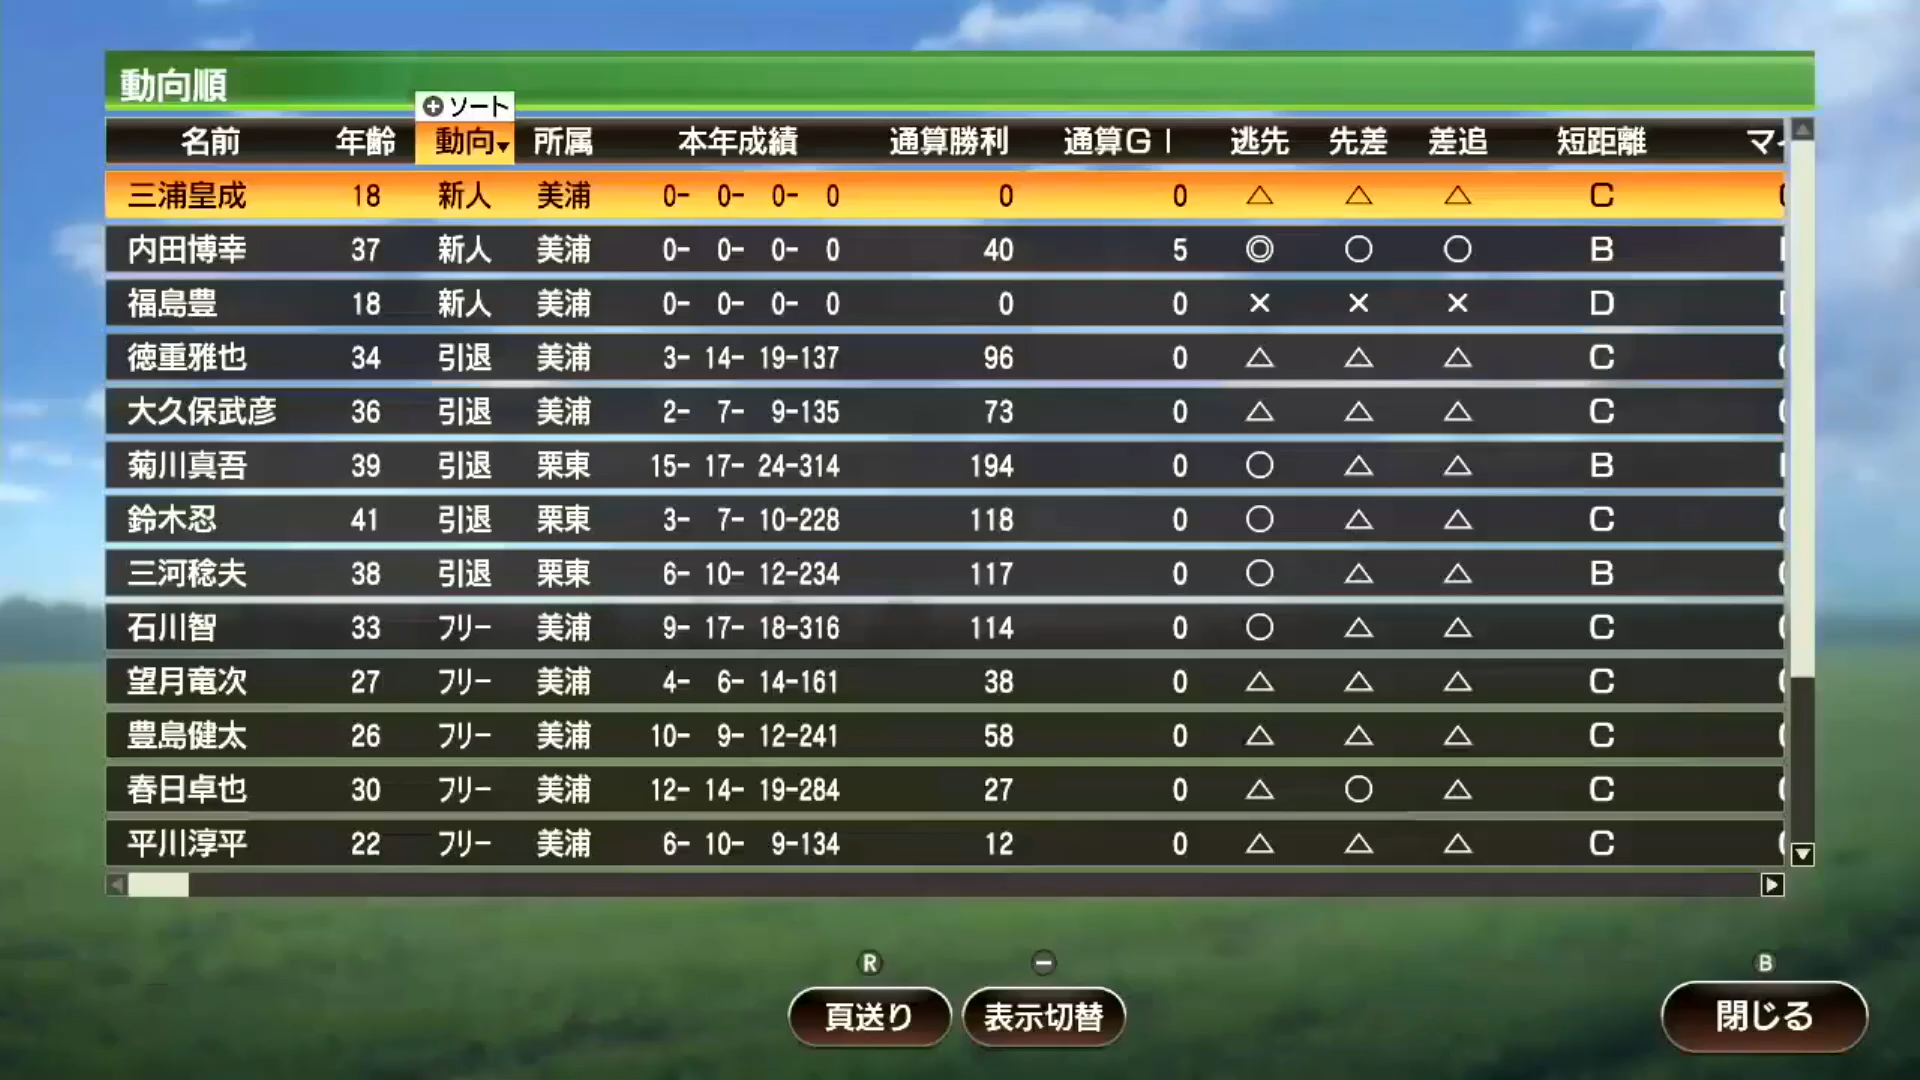 動向順
ソート
名前 年齢 動向 所属 本年成績 通算勝利 通算GI 逃先 先差 差追 短距離
三浦皇成 18 新人 美浦 0- 0- 0- 0 0 0 △ △ △ C
内田博幸 37 新人 美浦 0- 0- 0- 0 40 5 ◎ ○ ○ B
福島豊 18 新人 美浦 0- 0- 0- 0 0 0 × × × D
徳重雅也 34 引退 美浦 3- 14- 19-137 96 0 △ △ △ C
大久保武彦 36 引退 美浦 2- 7- 9-135 73 0 △ △ △ C
菊川真吾 39 引退 栗東 15- 17- 24-314 194 0 ○ △ △ B
鈴木忍 41 引退 栗東 3- 7- 10-228 118 0 ○ △ △ C
三河稔夫 38 引退 栗東 6- 10- 12-234 117 0 ○ △ △ B
石川智 33 フリー 美浦 9- 17- 18-316 114 0 ○ △ △ C
望月竜次 27 フリー 美浦 4- 6- 14-161 38 0 △ △ △ C
豊島健太 26 フリー 美浦 10- 9- 12-241 58 0 △ △ △ C
春日卓也 30 フリー 美浦 12- 14- 19-284 27 0 △ ○ △ C
平川淳平 22 フリー 美浦 6- 10- 9-134 12 0 △ △ △ C
R B
頁送り 表示切替 閉じる